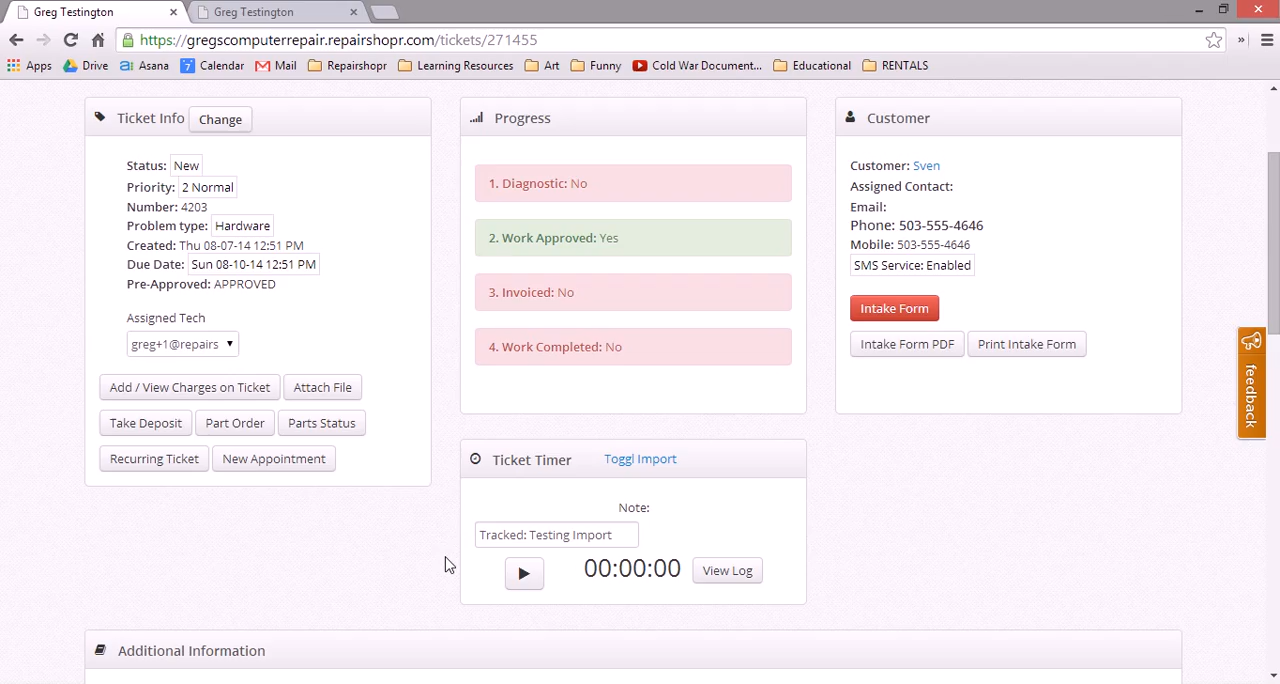 Greg Testington
Greg Testington
https://gregscomputerrepair.repairshopr.com/tickets/271455
Apps
Drive
Asana
7 Calendar
Mail
Repairshopr
Learning Resources
Art
Funny
Cold War Document...
Educational
RENTALS
Ticket Info Change
Status: New
Priority: 2 Normal
Number: 4203
Problem type: Hardware
Created: Thu 08-07-14 12:51 PM
Due Date: Sun 08-10-14 12:51 PM
Pre-Approved: APPROVED
Assigned Tech
greg+1@repairs
Add / View Charges on Ticket Attach File
Take Deposit Part Order Parts Status
Recurring Ticket New Appointment
Progress
1. Diagnostic: No
2. Work Approved: Yes
3. Invoiced: No
4. Work Completed: No
Ticket Timer Toggl Import
Note:
Tracked: Testing Import
00:00:00 View Log
Customer
Customer: Sven
Assigned Contact:
Email:
Phone: 503-555-4646
Mobile: 503-555-4646
SMS Service: Enabled
Intake Form
Intake Form PDF Print Intake Form
feedback
Additional Information